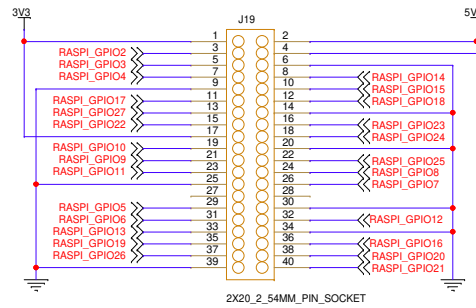 3V3
J19
5V
1 2
RASPI_GPIO2 3 4
RASPI_GPIO3 5 6
RASPI_GPIO4 7 8 RASPI_GPIO14
9 10 RASPI_GPIO15
RASPI_GPIO17 11 12 RASPI_GPIO18
RASPI_GPIO27 13 14
RASPI_GPIO22 15 16 RASPI_GPIO23
17 18 RASPI_GPIO24
RASPI_GPIO10 19 20
RASPI_GPIO9 21 22 RASPI_GPIO25
RASPI_GPIO11 23 24 RASPI_GPIO8
25 26 RASPI_GPIO7
27 28
RASPI_GPIO5 29 30
RASPI_GPIO6 31 32 RASPI_GPIO12
RASPI_GPIO13 33 34
RASPI_GPIO19 35 36 RASPI_GPIO16
RASPI_GPIO26 37 38 RASPI_GPIO20
39 40 RASPI_GPIO21
2X20_2_54MM_PIN_SOCKET